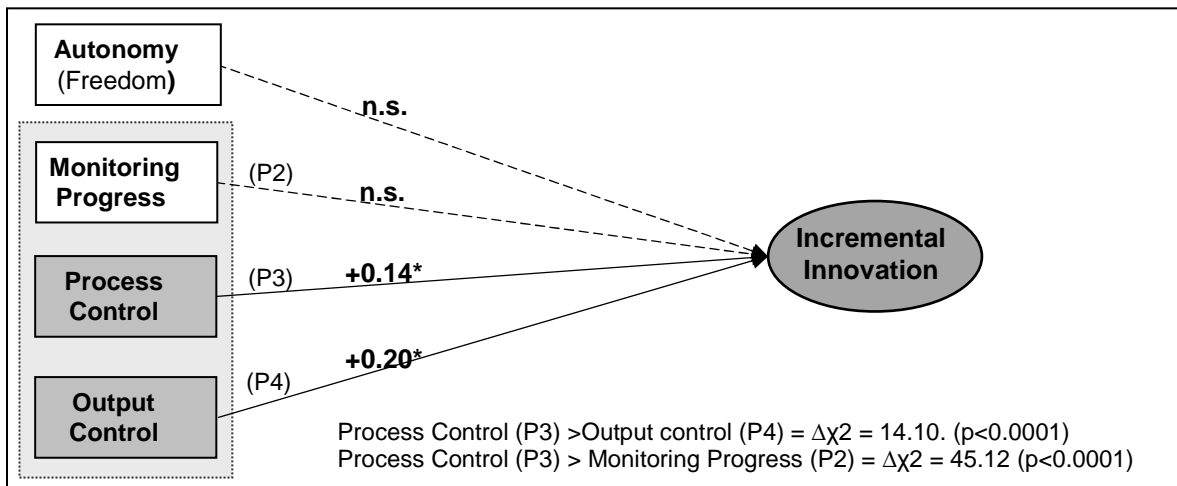 Autonomy
(Freedom)
n.s.
Monitoring
Progress
(P2)
n.s.
Incremental
Innovation
Process
Control
(P3)
+0.14*
+0.20*
(P4)
Output
Control
Process Control (P3) >Output control (P4) = Δχ2 = 14.10. (p<0.0001)
Process Control (P3) > Monitoring Progress (P2) = Δχ2 = 45.12 (p<0.0001)